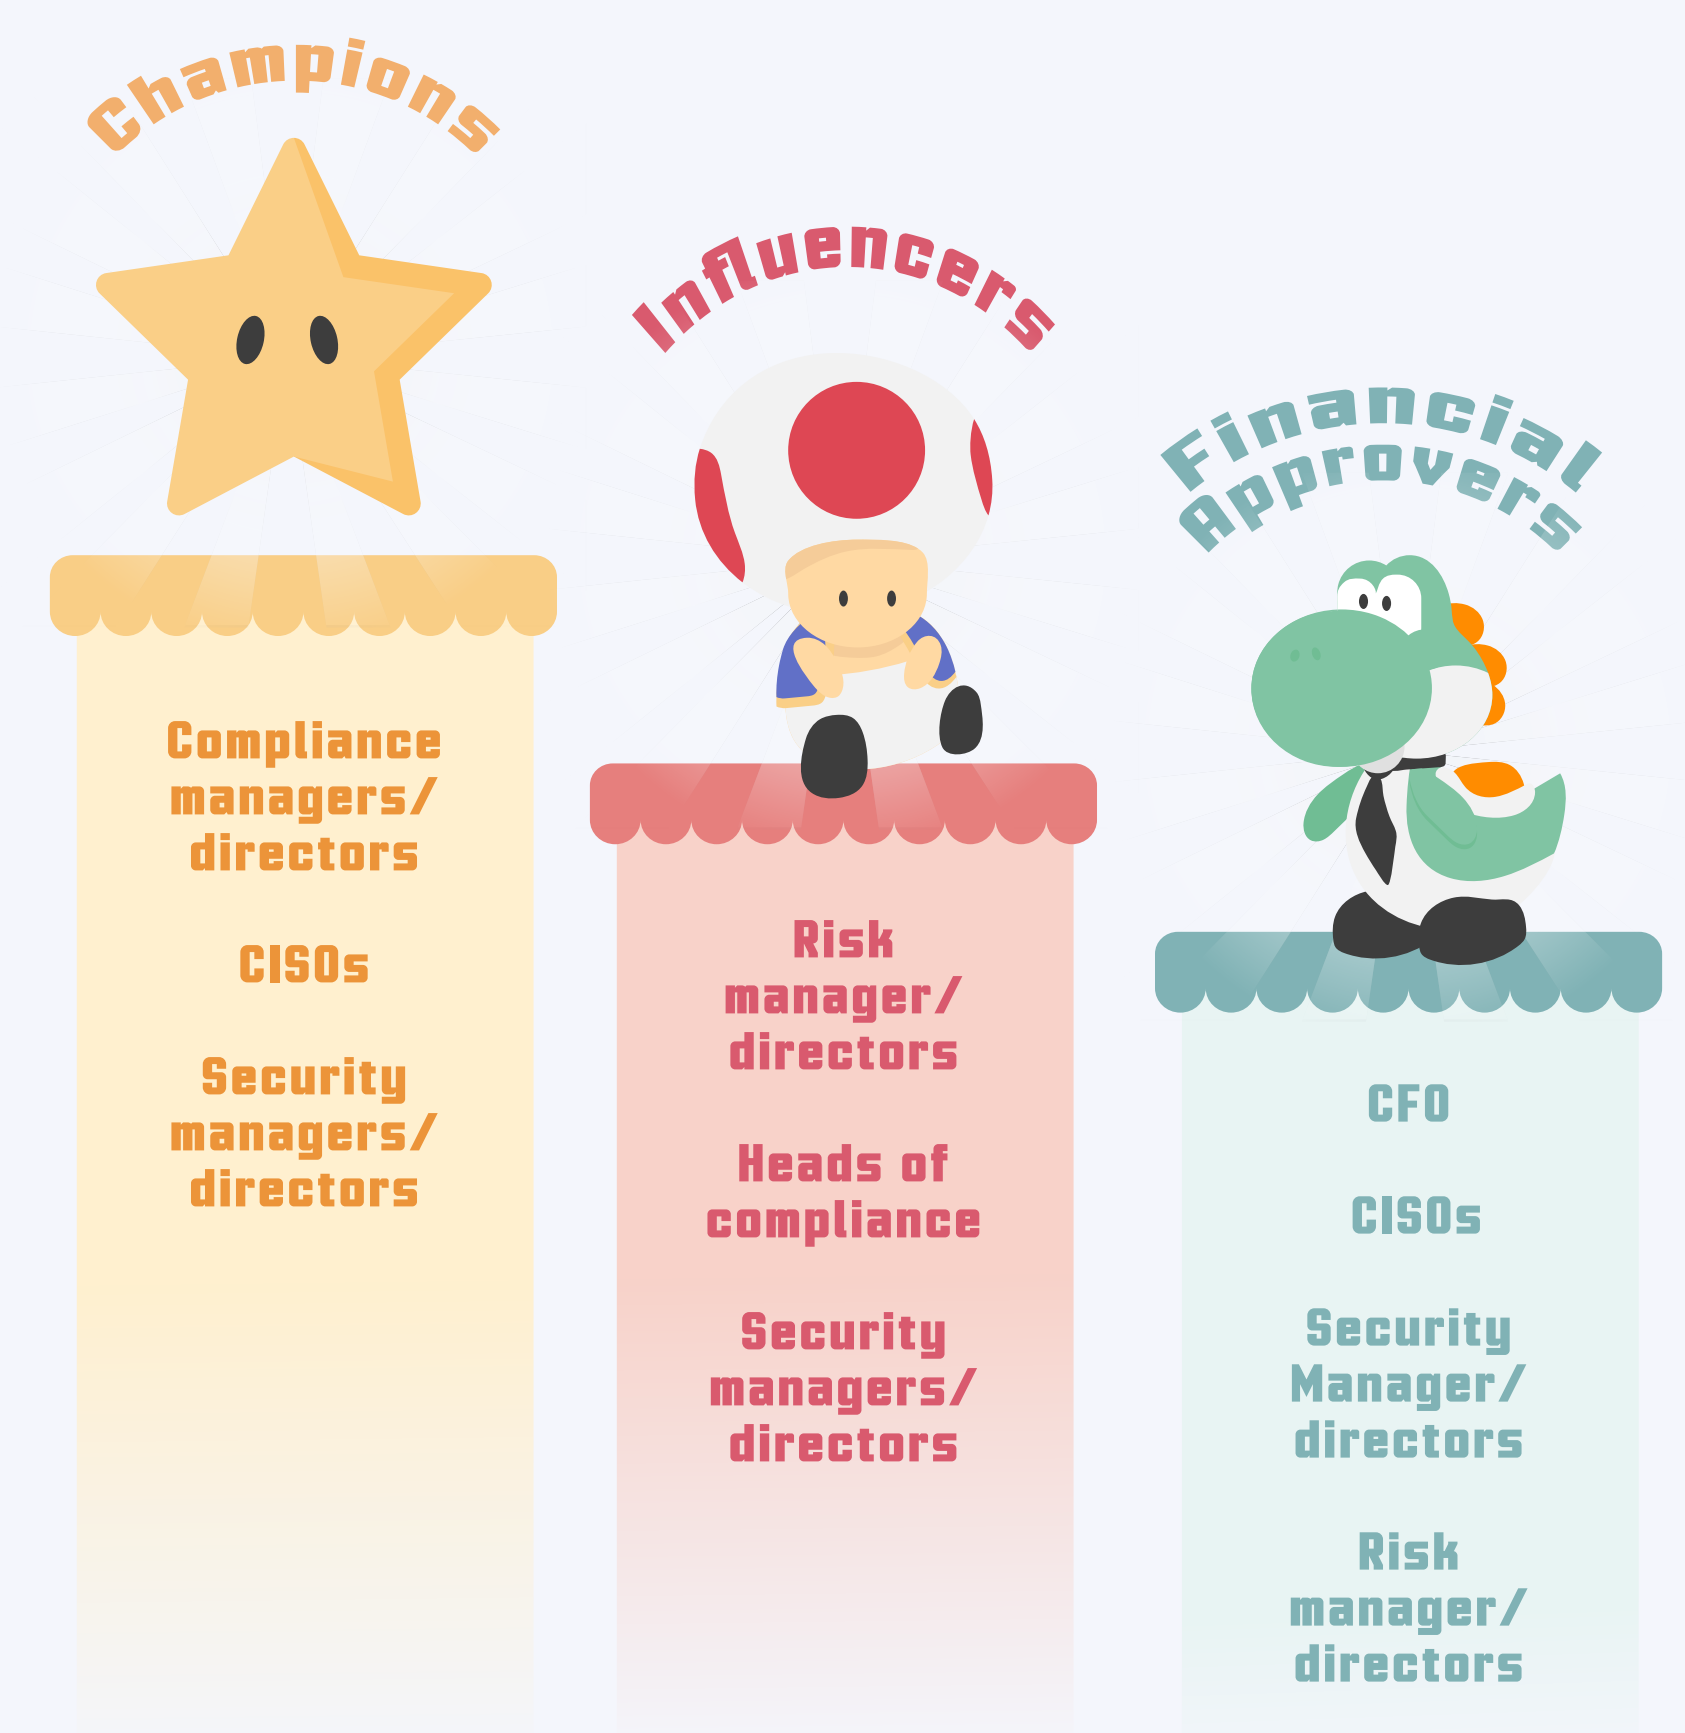 Champions
Compliance
managers/
directors
CISOs
Security
managers/
directors
Influencers
Risk
manager/
directors
Heads of
compliance
Security
managers/
directors
Financial
Approvers
CFO
CISOs
Security
Manager/
directors
Risk
manager/
directors